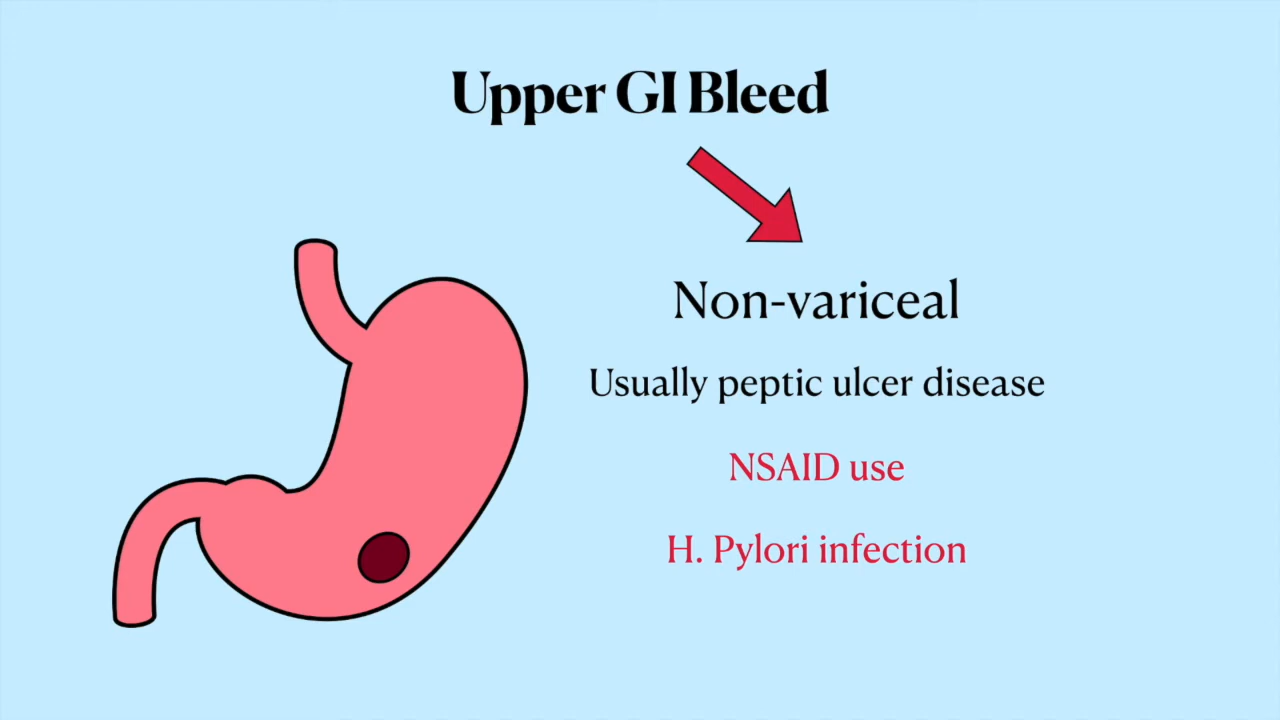 Upper GI Bleed
Non-variceal
Usually peptic ulcer disease
NSAID use
H. Pylori infection